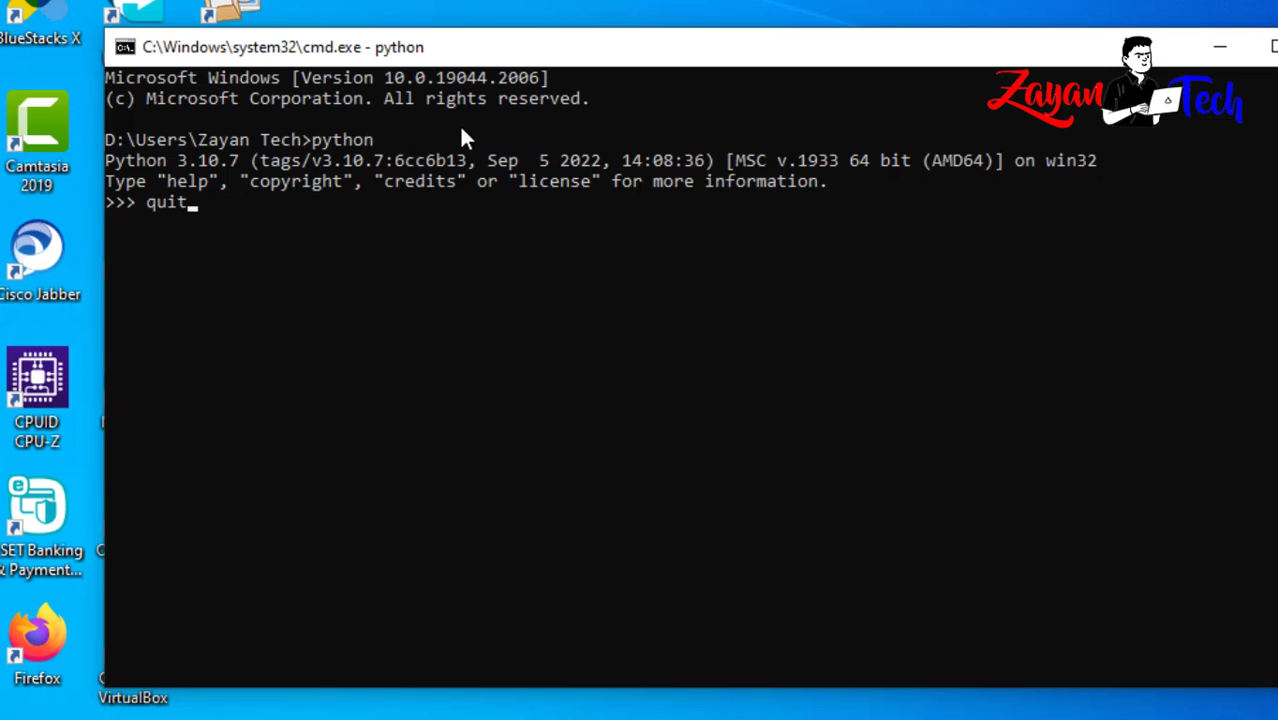 BlueStacks X
C:\Windows\system32\cmd.exe - python
Microsoft Windows [Version 10.0.19044.2006]
(c) Microsoft Corporation. All rights reserved.
Zayan Tech
D:\Users\Zayan Tech>python
Python 3.10.7 (tags/v3.10.7:6cc6b13, Sep  5 2022, 14:08:36) [MSC v.1933 64 bit (AMD64)] on win32
Type "help", "copyright", "credits" or "license" for more information.
>>> quit_
Camtasia
2019
Cisco Jabber
CPUID
CPU-Z
SET Banking
& Payment...
Firefox
VirtualBox